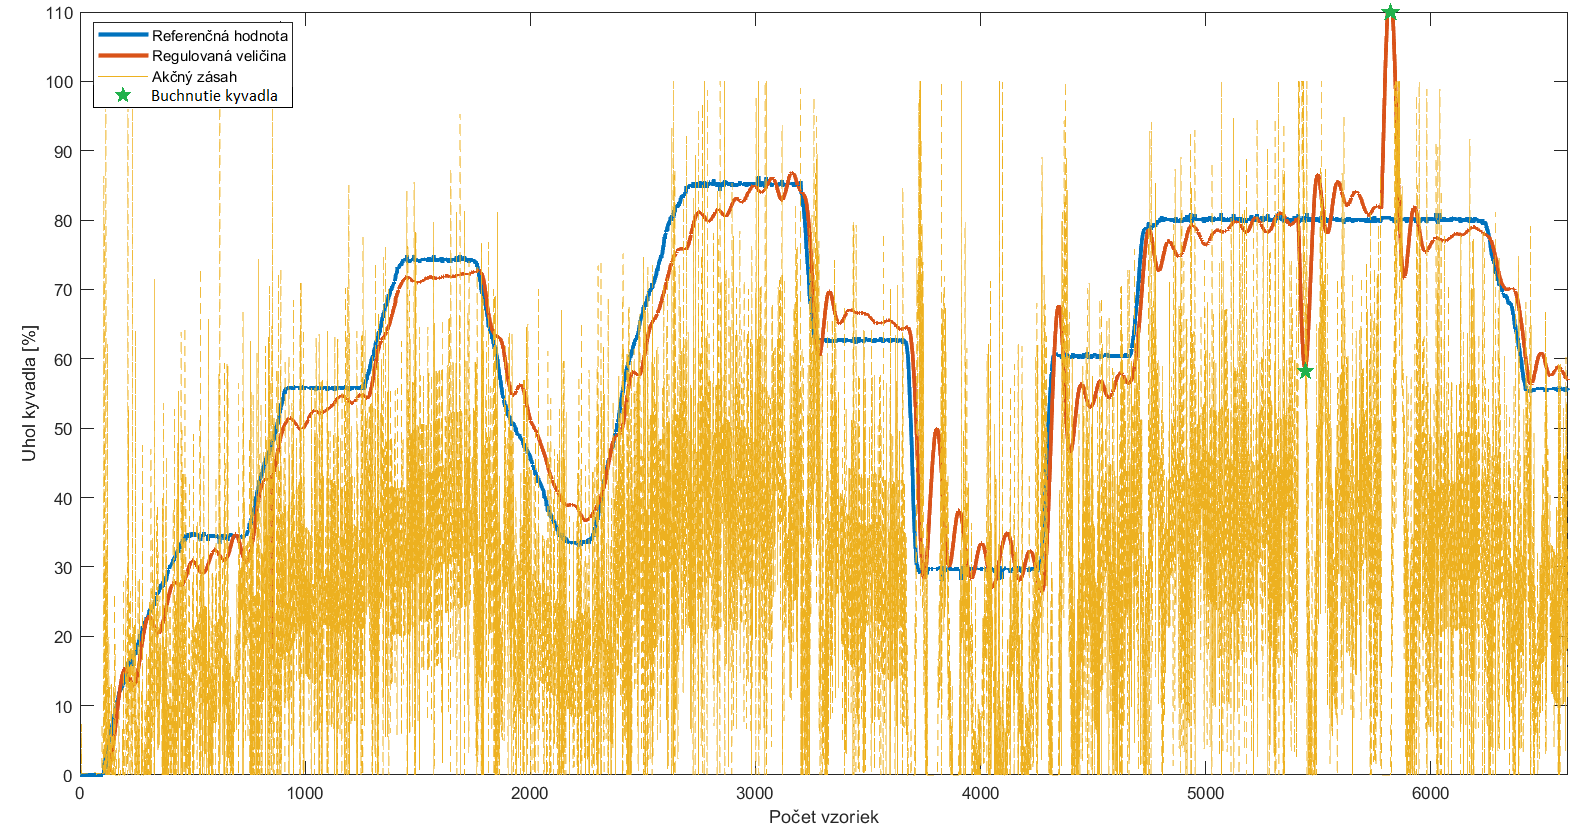 Referenčná hodnota
Regulovaná veličina
Akčný zásah
Buchnutie kyvadla
110
100
90
80
70
60
50
40
30
20
10
0
Uhol kyvadla [%]
0 1000 2000 3000 4000 5000 6000
Počet vzoriek